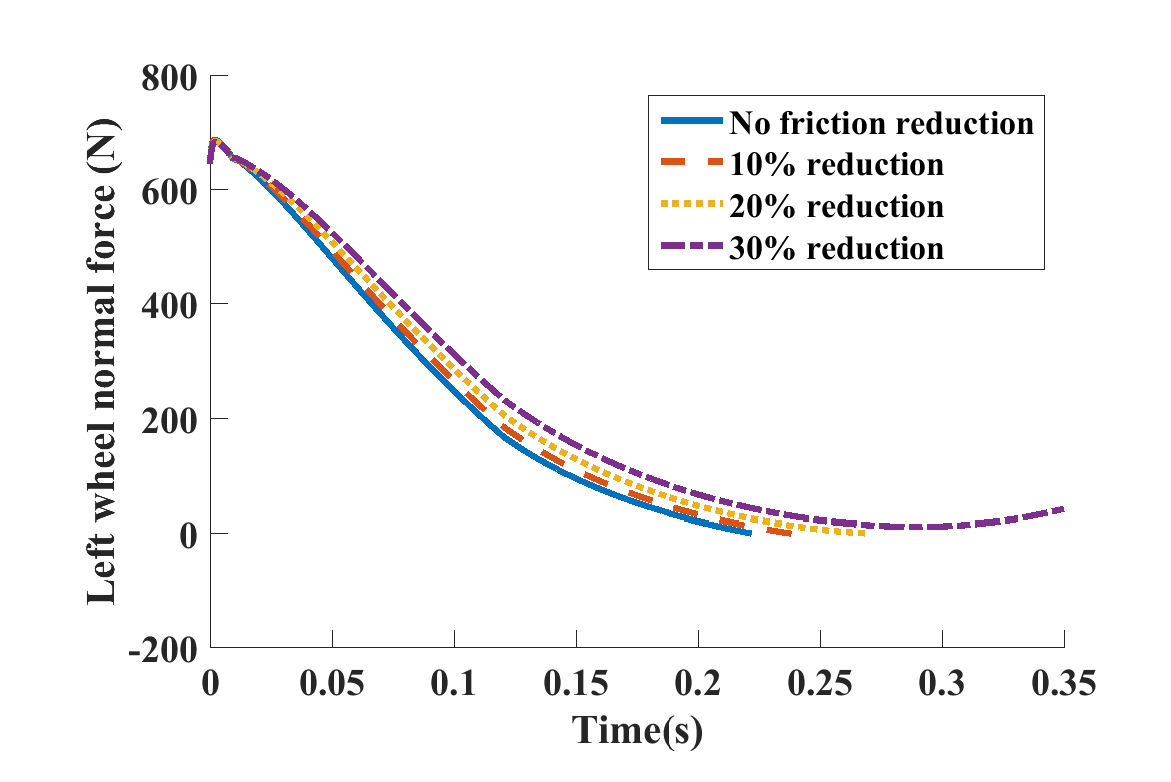 800
600
400
200
0
-200
Left wheel normal force (N)
No friction reduction
10% reduction
20% reduction
30% reduction
0 0.05 0.1 0.15 0.2 0.25 0.3 0.35
Time(s)